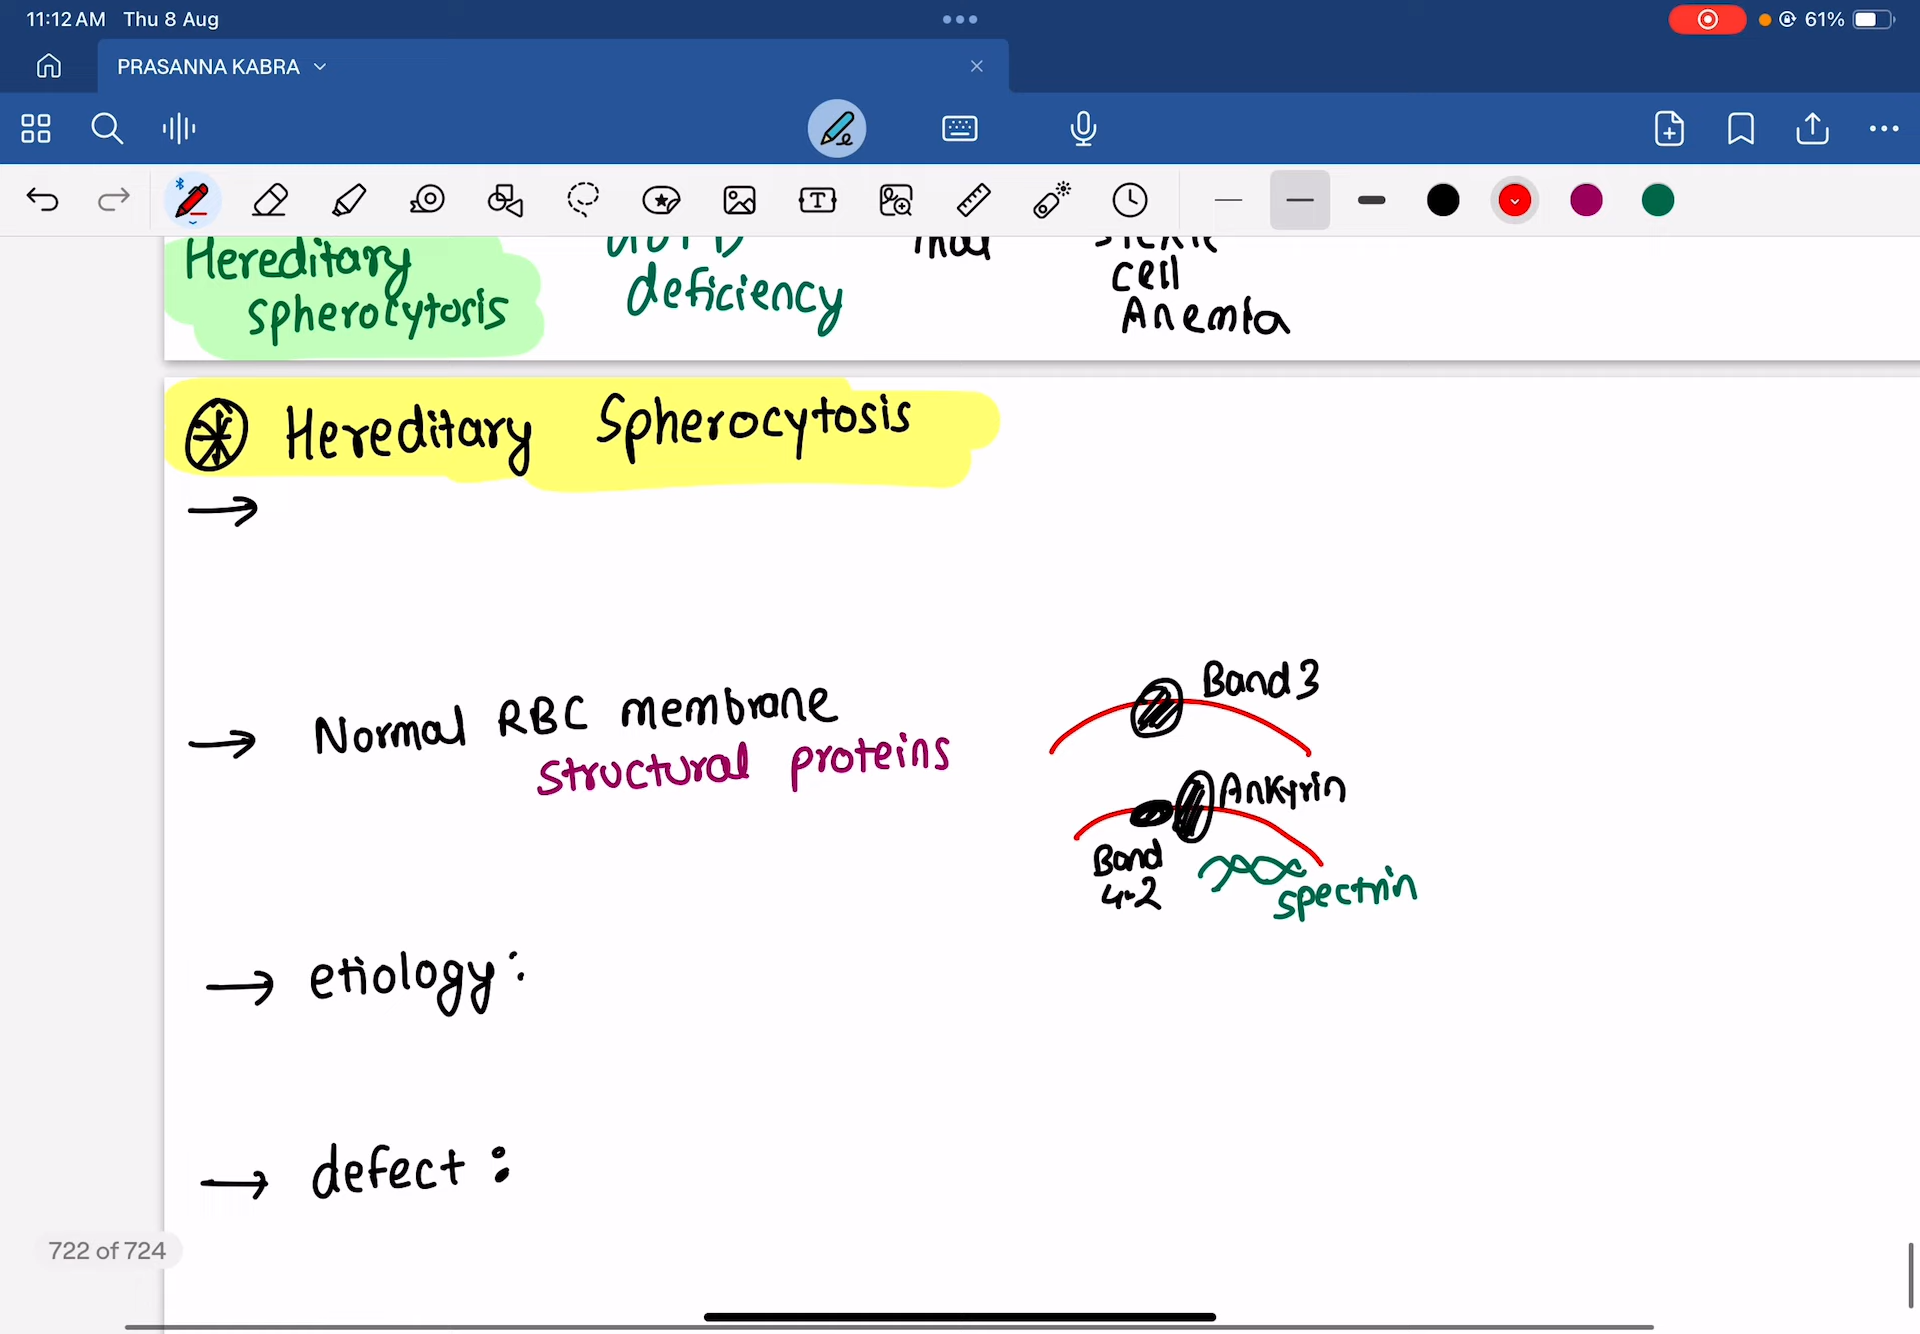 11:12 AM Thu 8 Aug
61%
PRASANNA KABRA
Hereditary
spherocytosis
deficiency
cell
Anemia
Hereditary Spherocytosis
→
→ Normal RBC membrane
structural proteins
Band 3
Ankyrin
Band
4.2
spectrin
→ etiology:
→ defect:
722 of 724